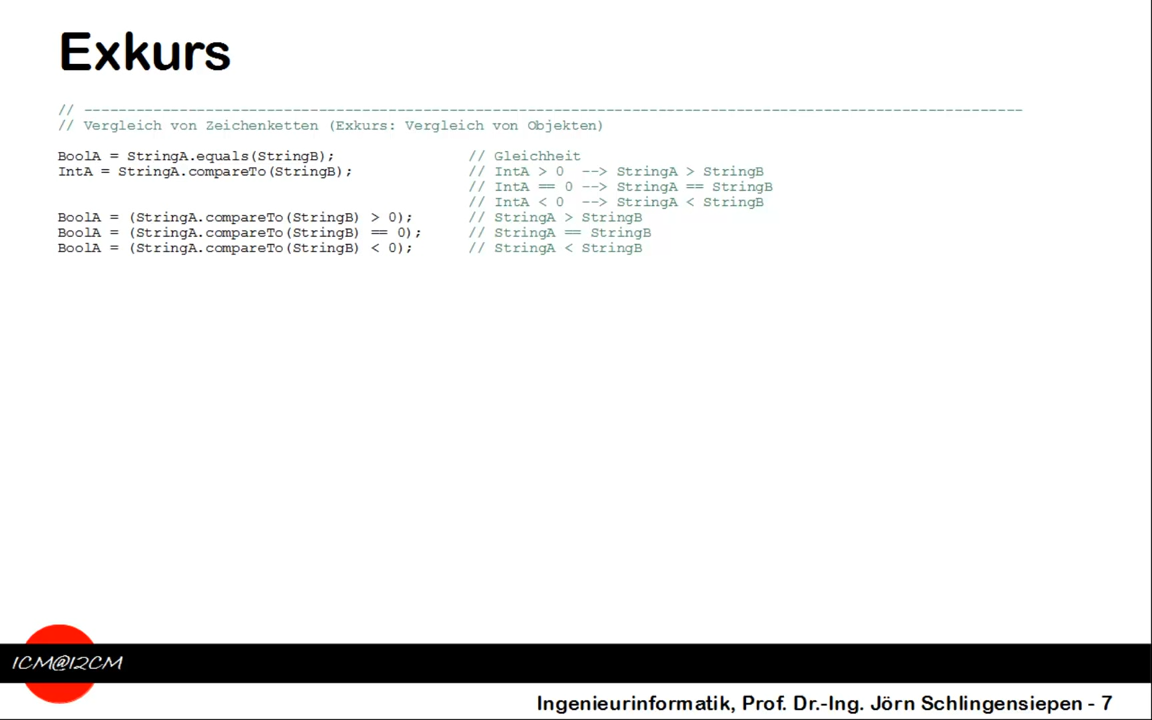 Exkurs
// ------------------------------------------------------------------------------------------------------------
// Vergleich von Zeichenketten (Exkurs: Vergleich von Objekten)
BoolA = StringA.equals(StringB); // Gleichheit
IntA = StringA.compareTo(StringB); // IntA > 0 --> StringA > StringB
// IntA == 0 --> StringA == StringB
// IntA < 0 --> StringA < StringB
BoolA = (StringA.compareTo(StringB) > 0); // StringA > StringB
BoolA = (StringA.compareTo(StringB) == 0); // StringA == StringB
BoolA = (StringA.compareTo(StringB) < 0); // StringA < StringB
1CM@12CM
Ingenieurinformatik, Prof. Dr.-Ing. Jörn Schlingensiepen - 7